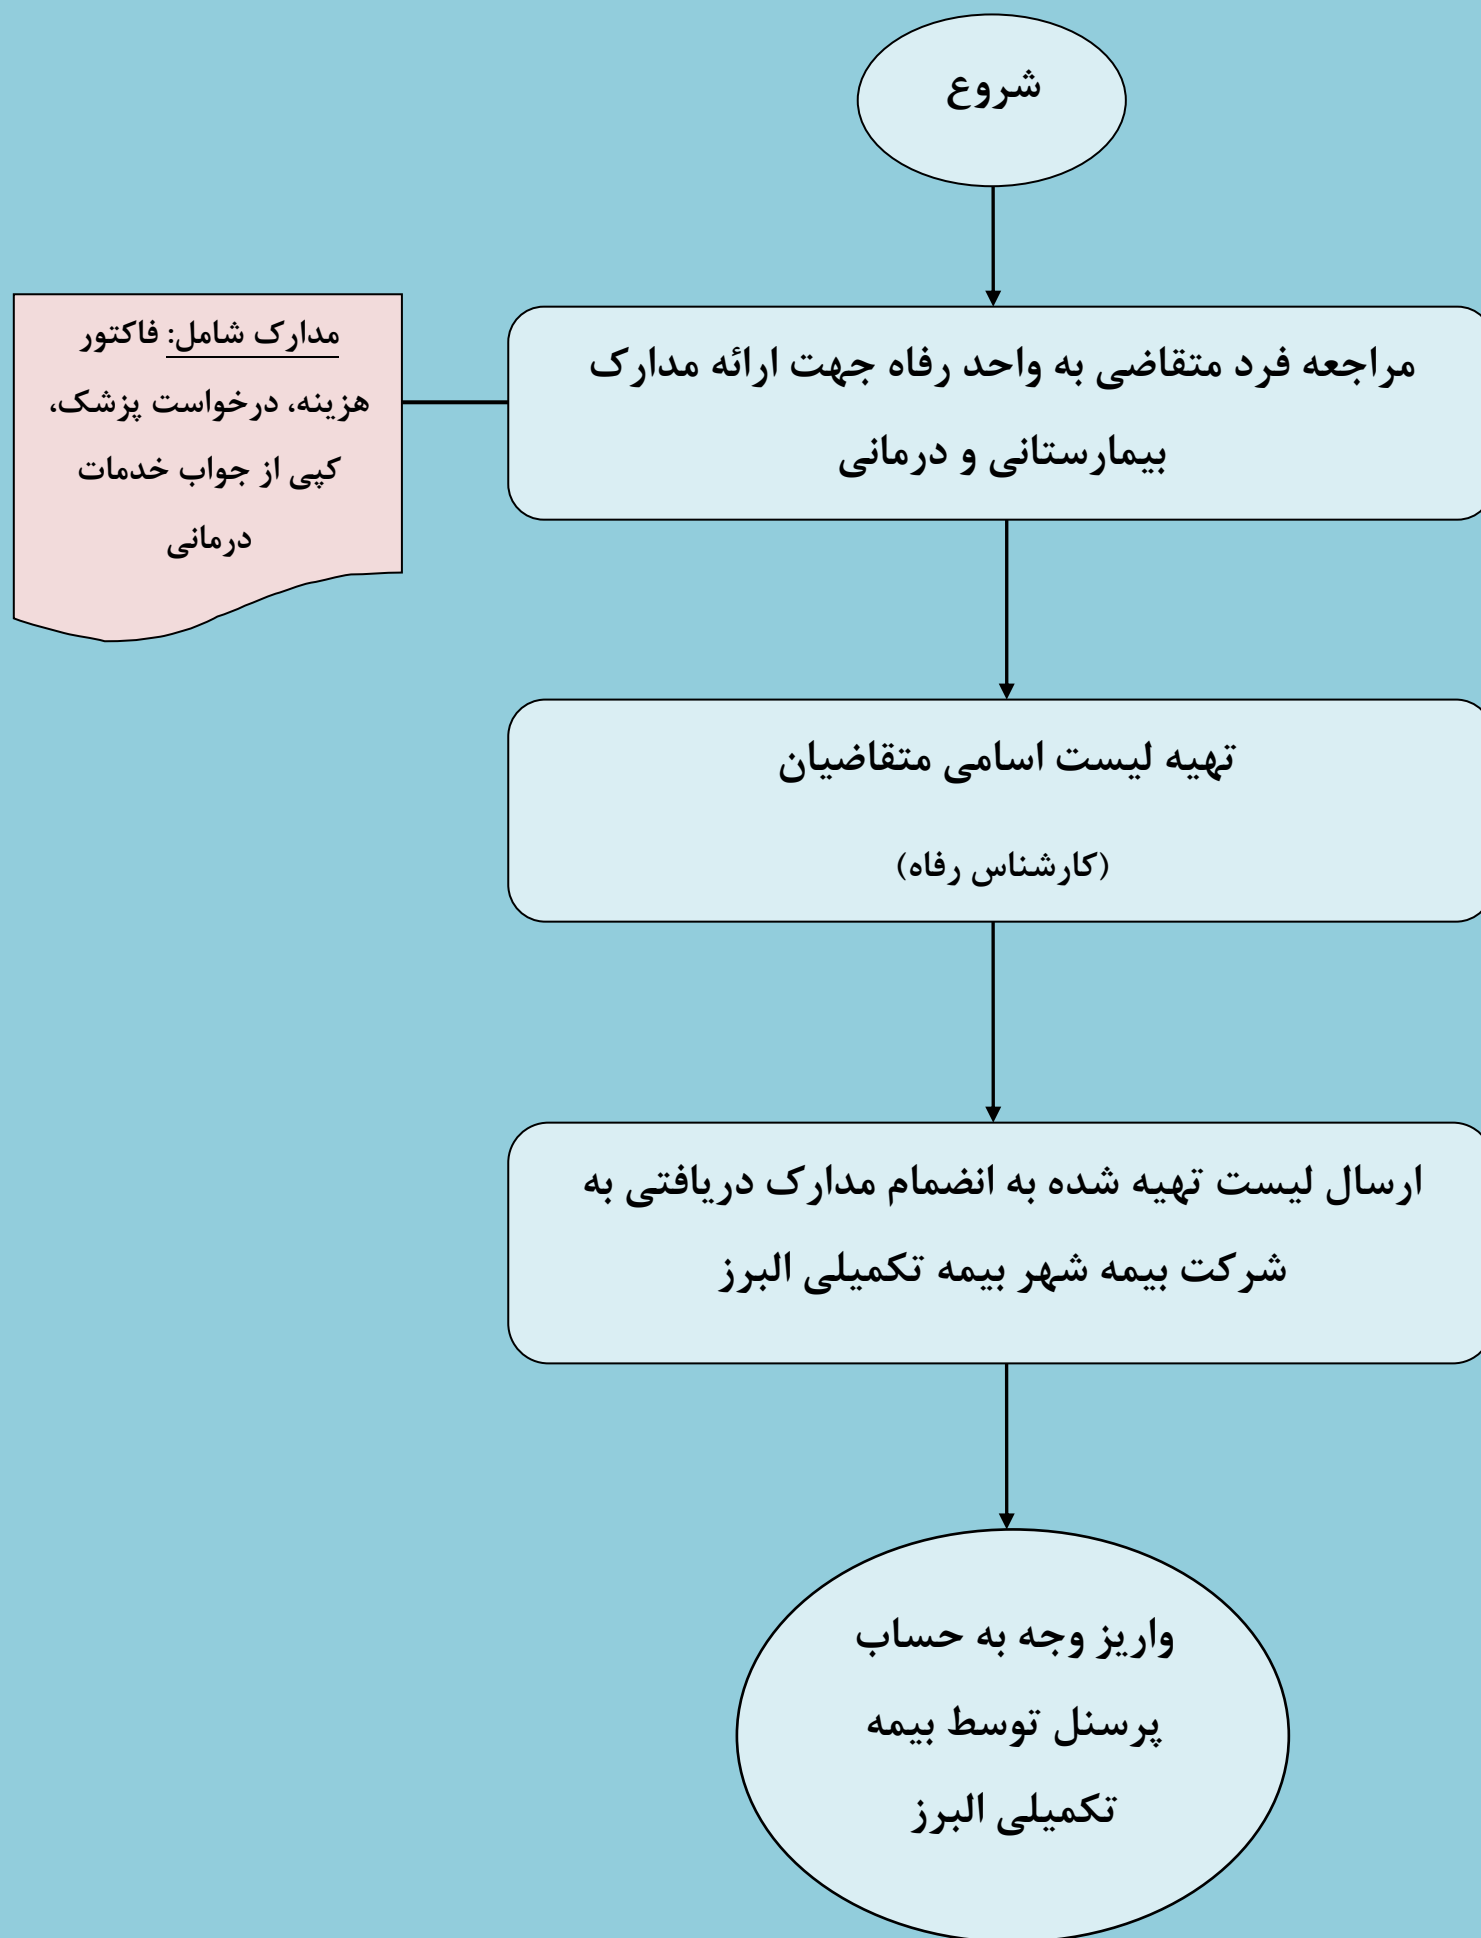 شروع
مراجعه فرد متقاضی به واحد رفاه جهت ارائه مدارک
بیمارستانی و درمانی
مدارک شامل: فاکتور
هزینه، درخواست پزشک،
کپی از جواب خدمات
درمانی
تهیه لیست اسامی متقاضیان
(کارشناس رفاه)
ارسال لیست تهیه شده به انضمام مدارک دریافتی به
شرکت بیمه شهر بیمه تکمیلی البرز
واریز وجه به حساب
پرسنل توسط بیمه
تکمیلی البرز